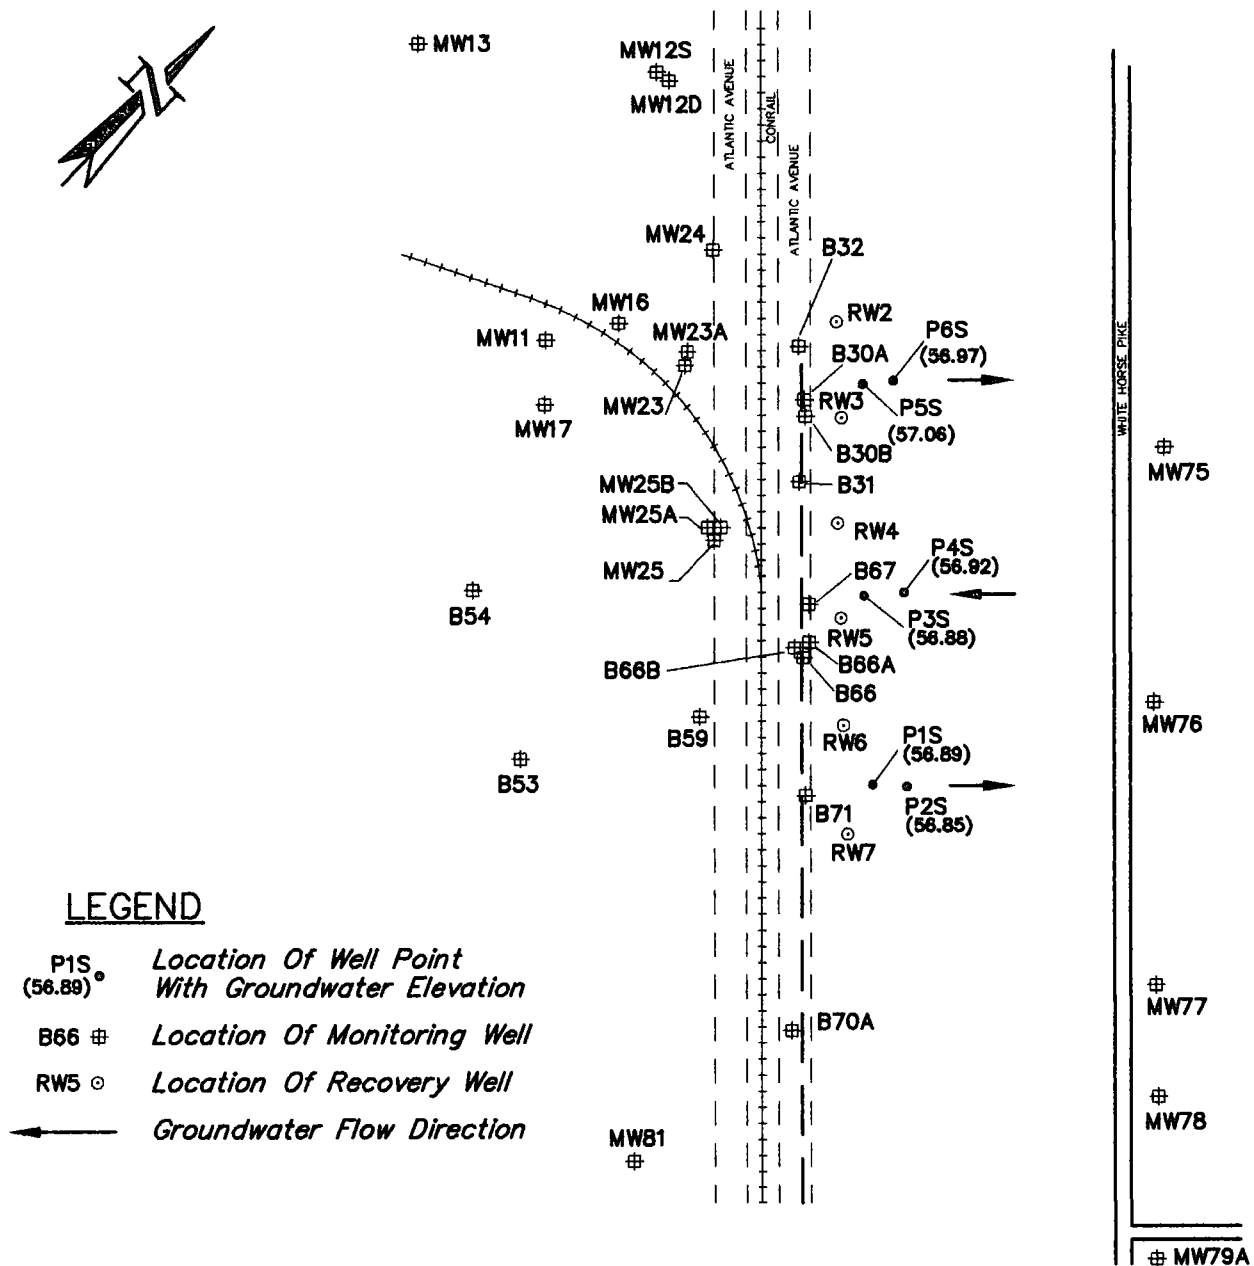 MW13
MW12S
MW12D
ATLANTIC AVENUE
CONRAIL
ATLANTIC AVENUE
N
MW24
B32
MW16
RW2
MW23A
MW11
P6S
(56.97)
B30A
WHITE HORSE PIKE
MW23
RW3
P5S
(57.06)
MW17
B30B
MW75
MW25B
B31
MW25A
RW4
P4S
(56.92)
MW25
B67
B54
P3S
(56.88)
RW5
B66B
B66A
B66
MW76
B59
RW6
P1S
(56.89)
B53
B71
P2S
(56.85)
RW7
LEGEND
P1S
(56.89)
Location Of Well Point
With Groundwater Elevation
B66
Location Of Monitoring Well
RW5
Location Of Recovery Well
Groundwater Flow Direction
MW77
B70A
MW78
MW81
MW79A